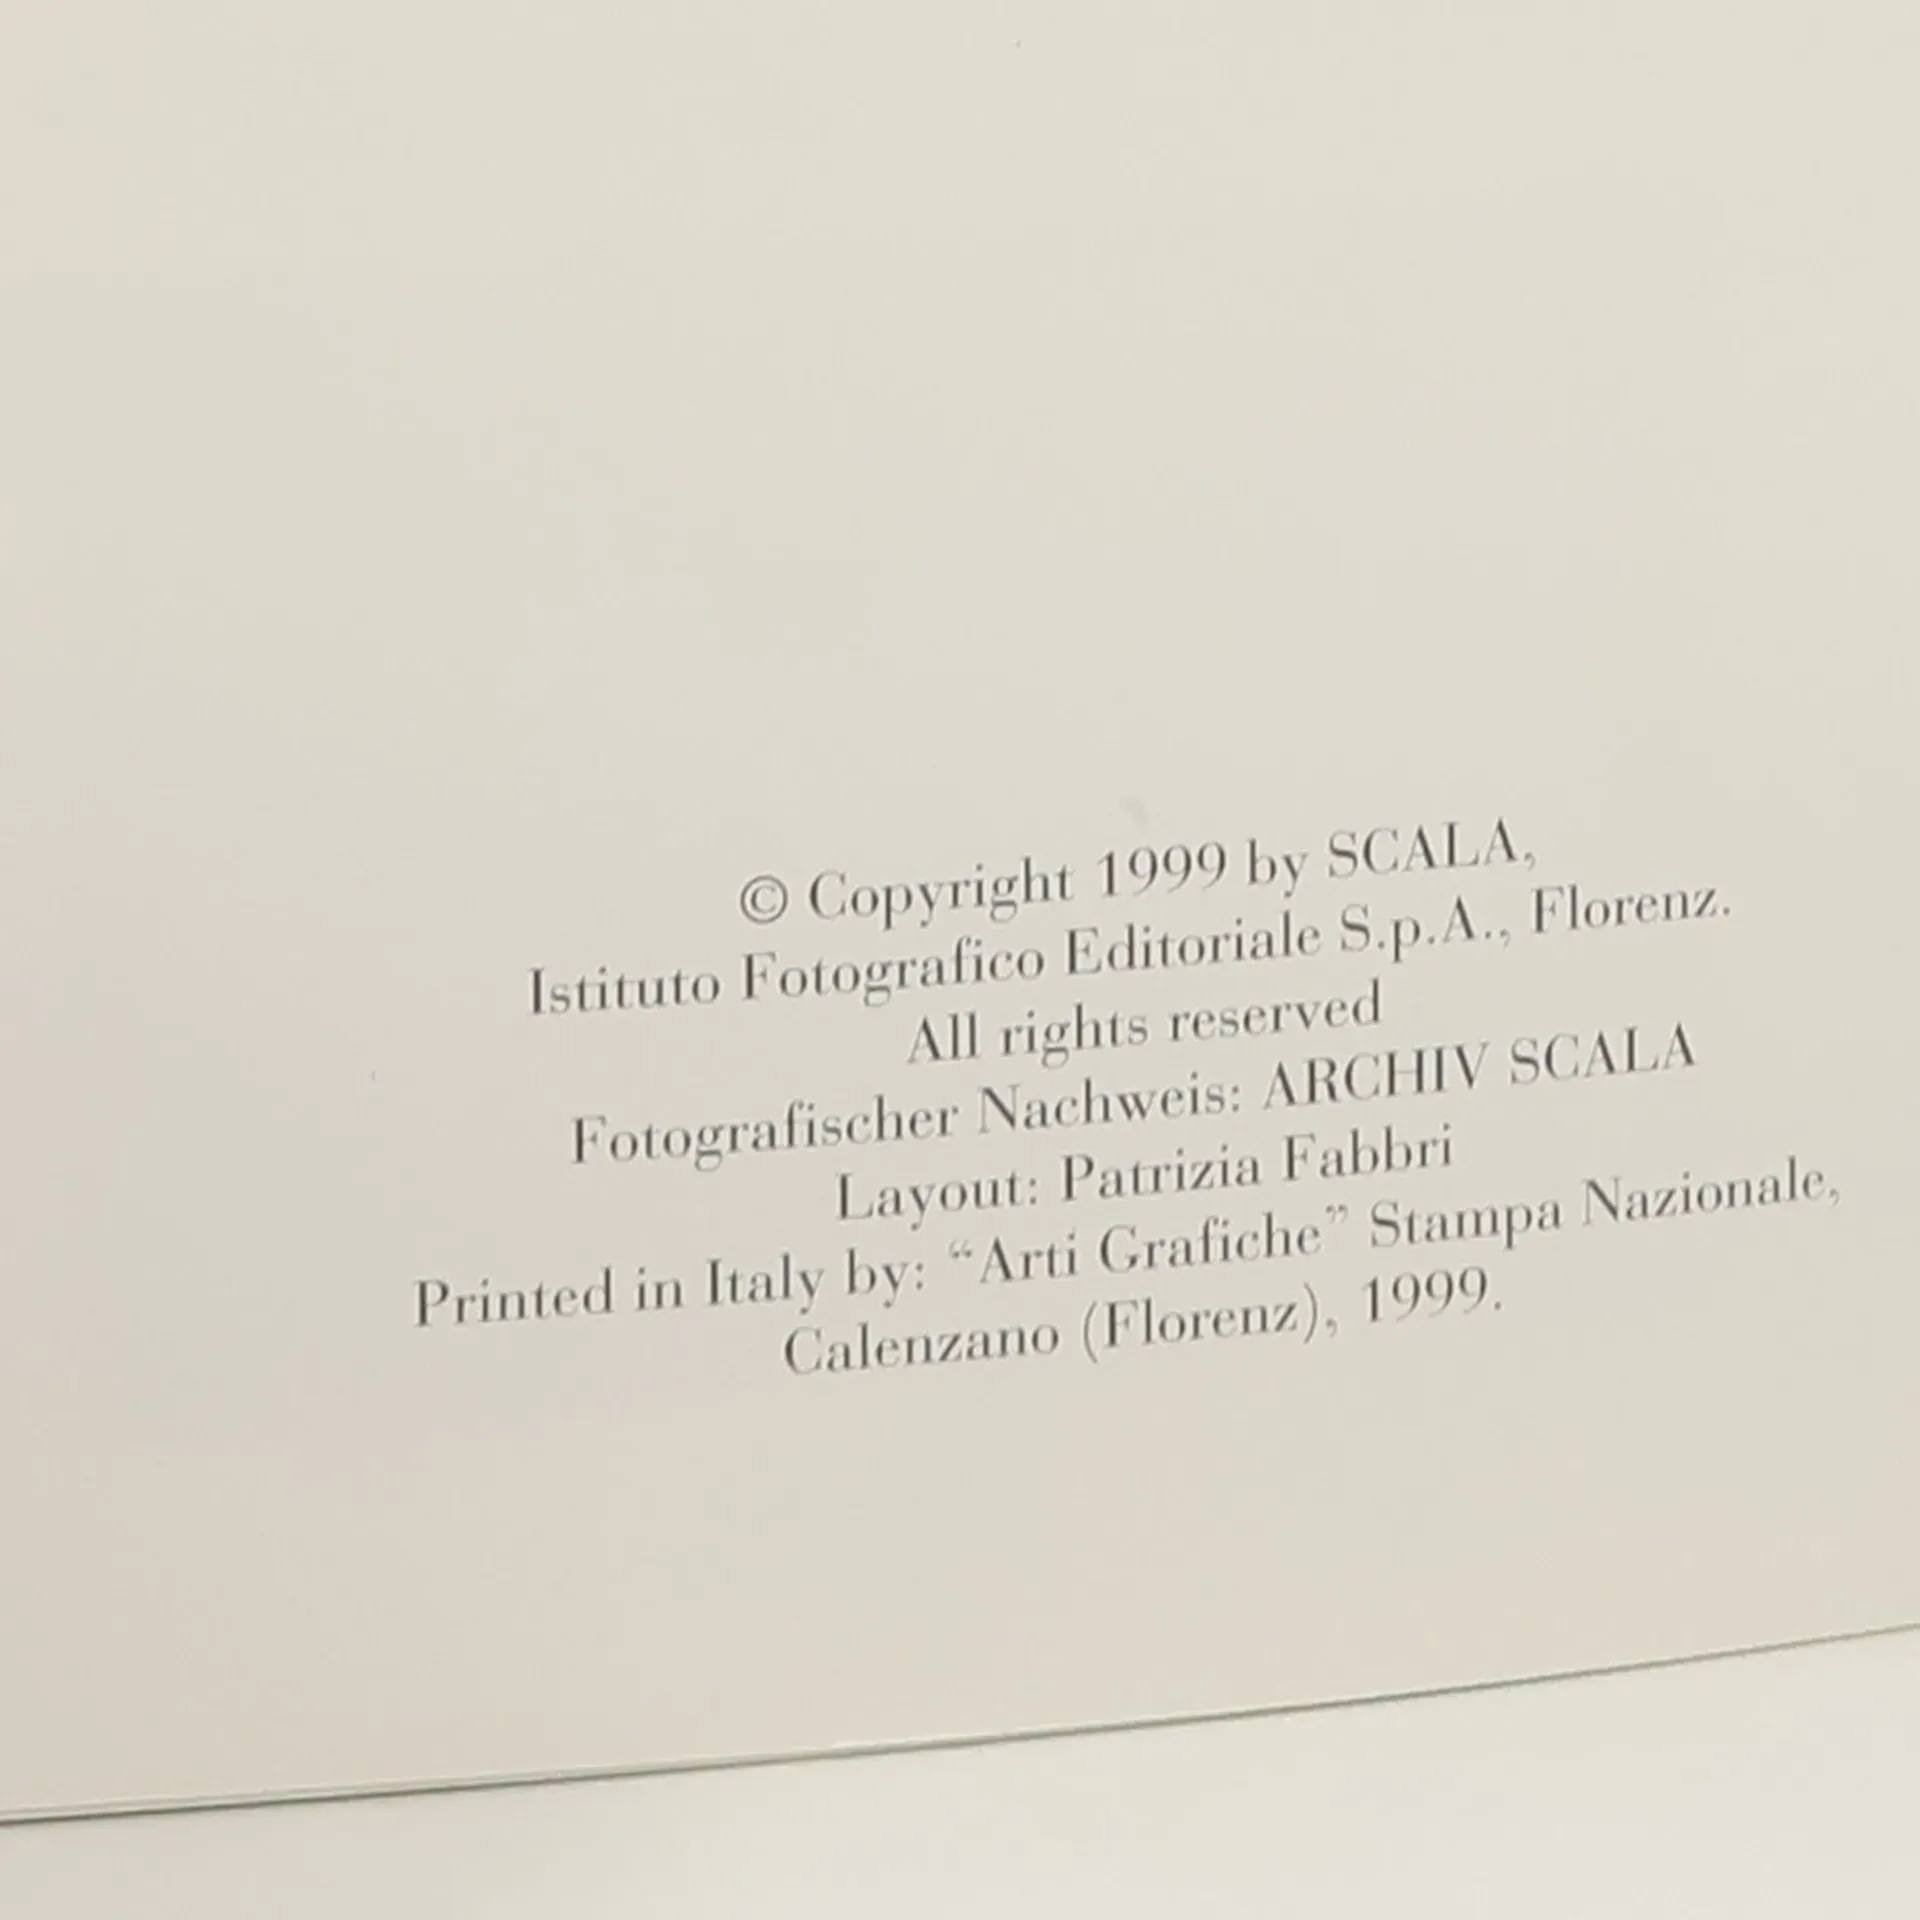 © Copyright 1999 by SCALA,
Istituto Fotografico Editoriale S.p.A., Florenz.
All rights reserved
Fotografischer Nachweis: ARCHIV SCALA
Layout: Patrizia Fabbri
Printed in Italy by: “Arti Grafiche” Stampa Nazionale,
Calenzano (Florenz), 1999.